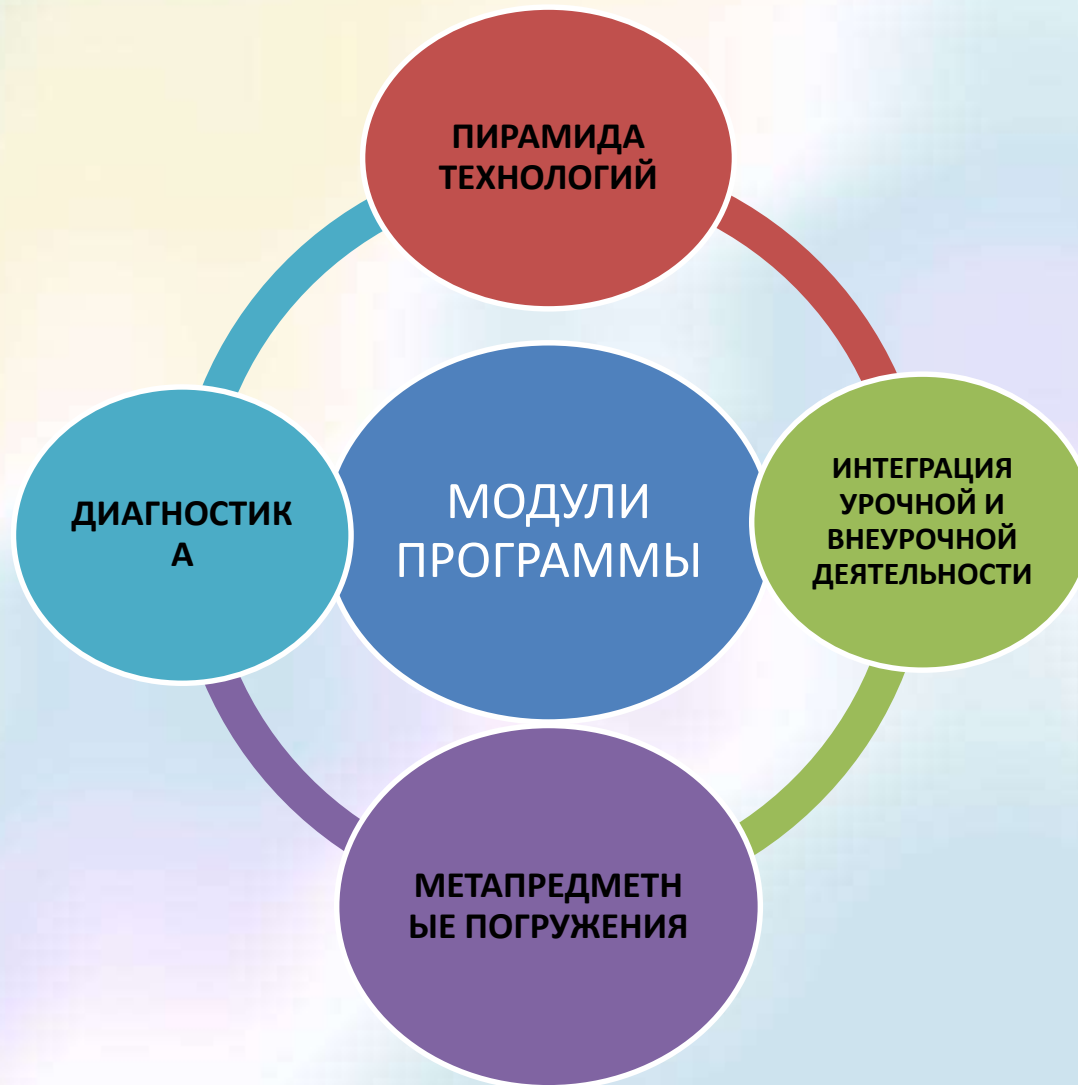 ПИРАМИДА
ТЕХНОЛОГИЙ
ДИАГНОСТИК
А
МОДУЛИ
ПРОГРАММЫ
ИНТЕГРАЦИЯ
УРОЧНОЙ И
ВНЕУРОЧНОЙ
ДЕЯТЕЛЬНОСТИ
МЕТАПРЕДМЕТН
ЫЕ ПОГРУЖЕНИЯ